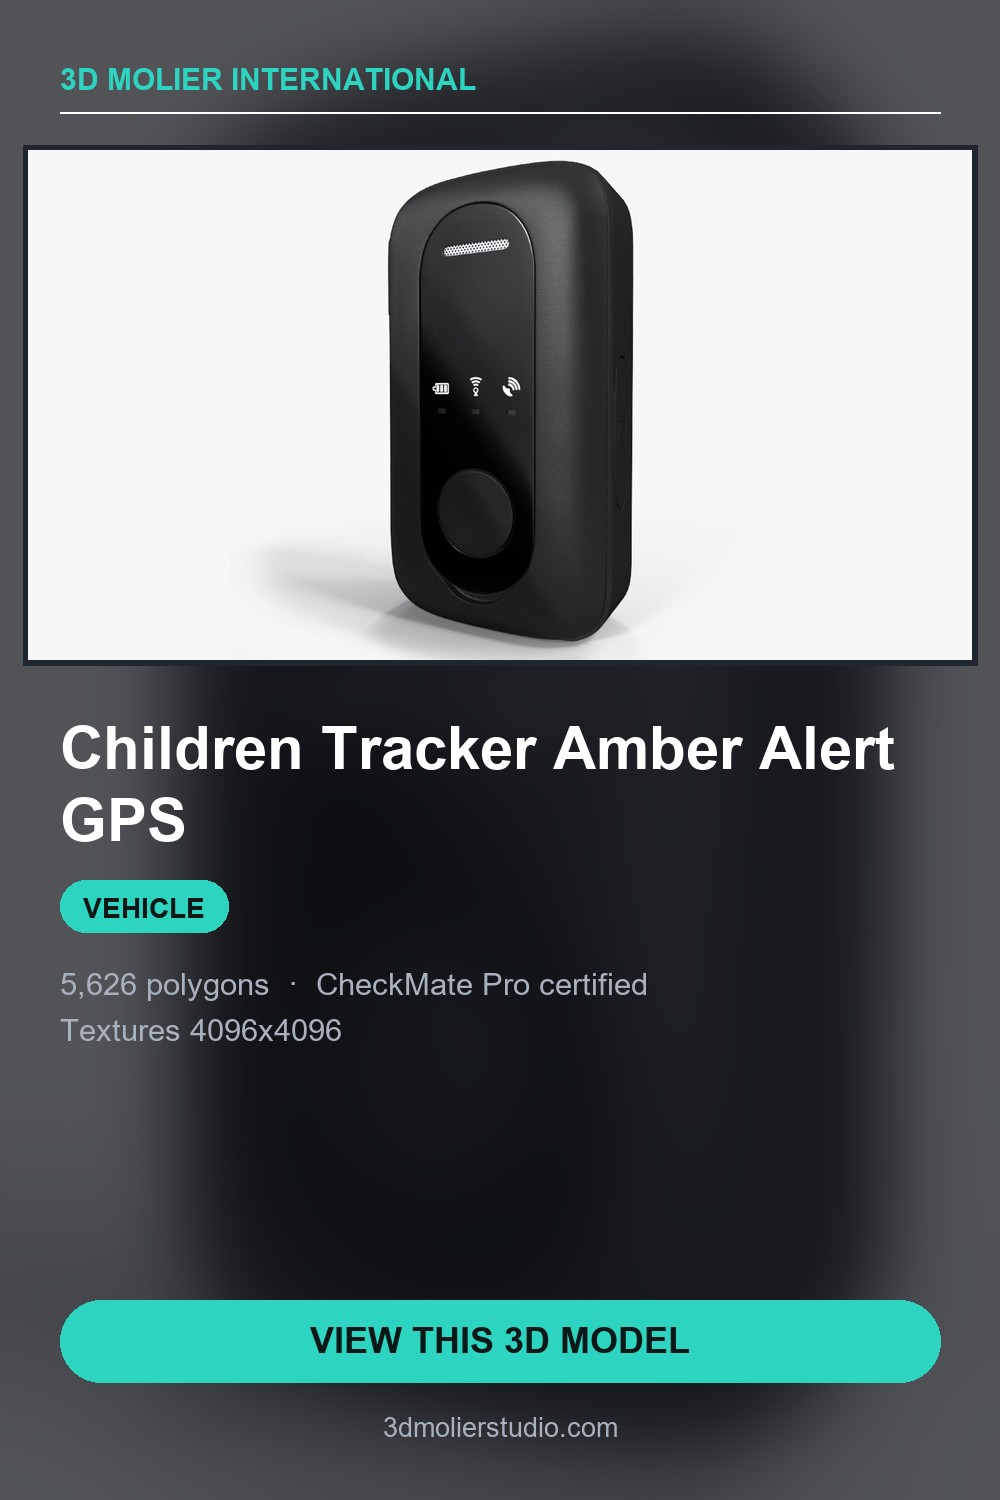 3D MOLIER INTERNATIONAL
Children Tracker Amber Alert
GPS
VEHICLE
5,626 polygons · CheckMate Pro certified
Textures 4096x4096
VIEW THIS 3D MODEL
3dmolierstudio.com